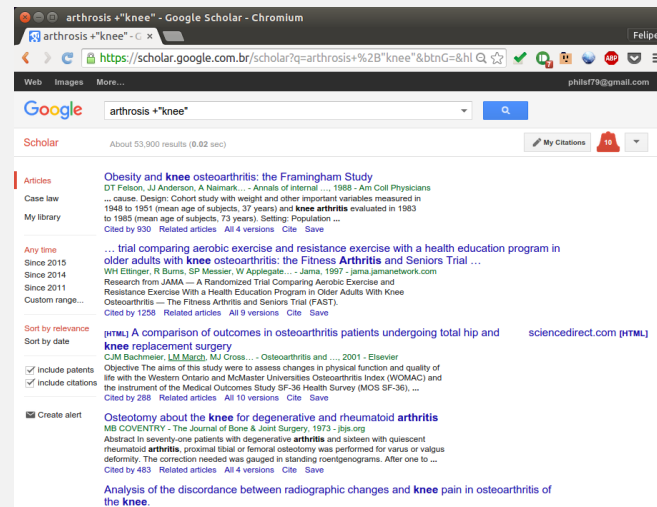 arthrosis +"knee" - Google Scholar - Chromium
arthrosis +"knee" - G ×
Felipe
https://scholar.google.com.br/scholar?q=arthrosis+%2B"knee"&btnG=&hl
7
ABP
Web Images More...
philsf79@gmail.com
Google
arthrosis +"knee"
Scholar
About 53,900 results (0.02 sec)
My Citations
10
Articles
Case law
My library
Any time
Since 2015
Since 2014
Since 2011
Custom range...
Sort by relevance
Sort by date
include patents
include citations
Create alert
Obesity and knee osteoarthritis: the Framingham Study
DT Felson, JJ Anderson, A Naimark… - Annals of internal …, 1988 - Am Coll Physicians
... cause. Design: Cohort study with weight and other important variables measured in
1948 to 1951 (mean age of subjects, 37 years) and knee arthritis evaluated in 1983
to 1985 (mean age of subjects, 73 years). Setting: Population ...
Cited by 930 Related articles All 4 versions Cite Save
… trial comparing aerobic exercise and resistance exercise with a health education program in
older adults with knee osteoarthritis: the Fitness Arthritis and Seniors Trial …
WH Ettinger, R Burns, SP Messier, W Applegate… - Jama, 1997 - jama.jamanetwork.com
Research from JAMA — A Randomized Trial Comparing Aerobic Exercise and
Resistance Exercise With a Health Education Program in Older Adults With Knee
Osteoarthritis — The Fitness Arthritis and Seniors Trial (FAST).
Cited by 1258 Related articles All 9 versions Cite Save
[HTML] A comparison of outcomes in osteoarthritis patients undergoing total hip and
knee replacement surgery
sciencedirect.com [HTML]
CJM Bachmeier, LM March, MJ Cross… - Osteoarthritis and …, 2001 - Elsevier
Objective The aims of this study were to assess changes in physical function and quality of
life with the Western Ontario and McMaster Universities Osteoarthritis Index (WOMAC) and
the instrument of the Medical Outcomes Study SF-36 Health Survey (MOS SF-36), ...
Cited by 288 Related articles All 10 versions Cite Save
Osteotomy about the knee for degenerative and rheumatoid arthritis
MB COVENTRY - The Journal of Bone & Joint Surgery, 1973 - jbjs.org
Abstract In seventy-one patients with degenerative arthritis and sixteen with quiescent
rheumatoid arthritis, proximal tibial or femoral osteotomy was performed for varus or valgus
deformity. The correction needed was gauged in standing roentgenograms. After one to ...
Cited by 483 Related articles All 4 versions Cite Save
Analysis of the discordance between radiographic changes and knee pain in osteoarthritis of
the knee.